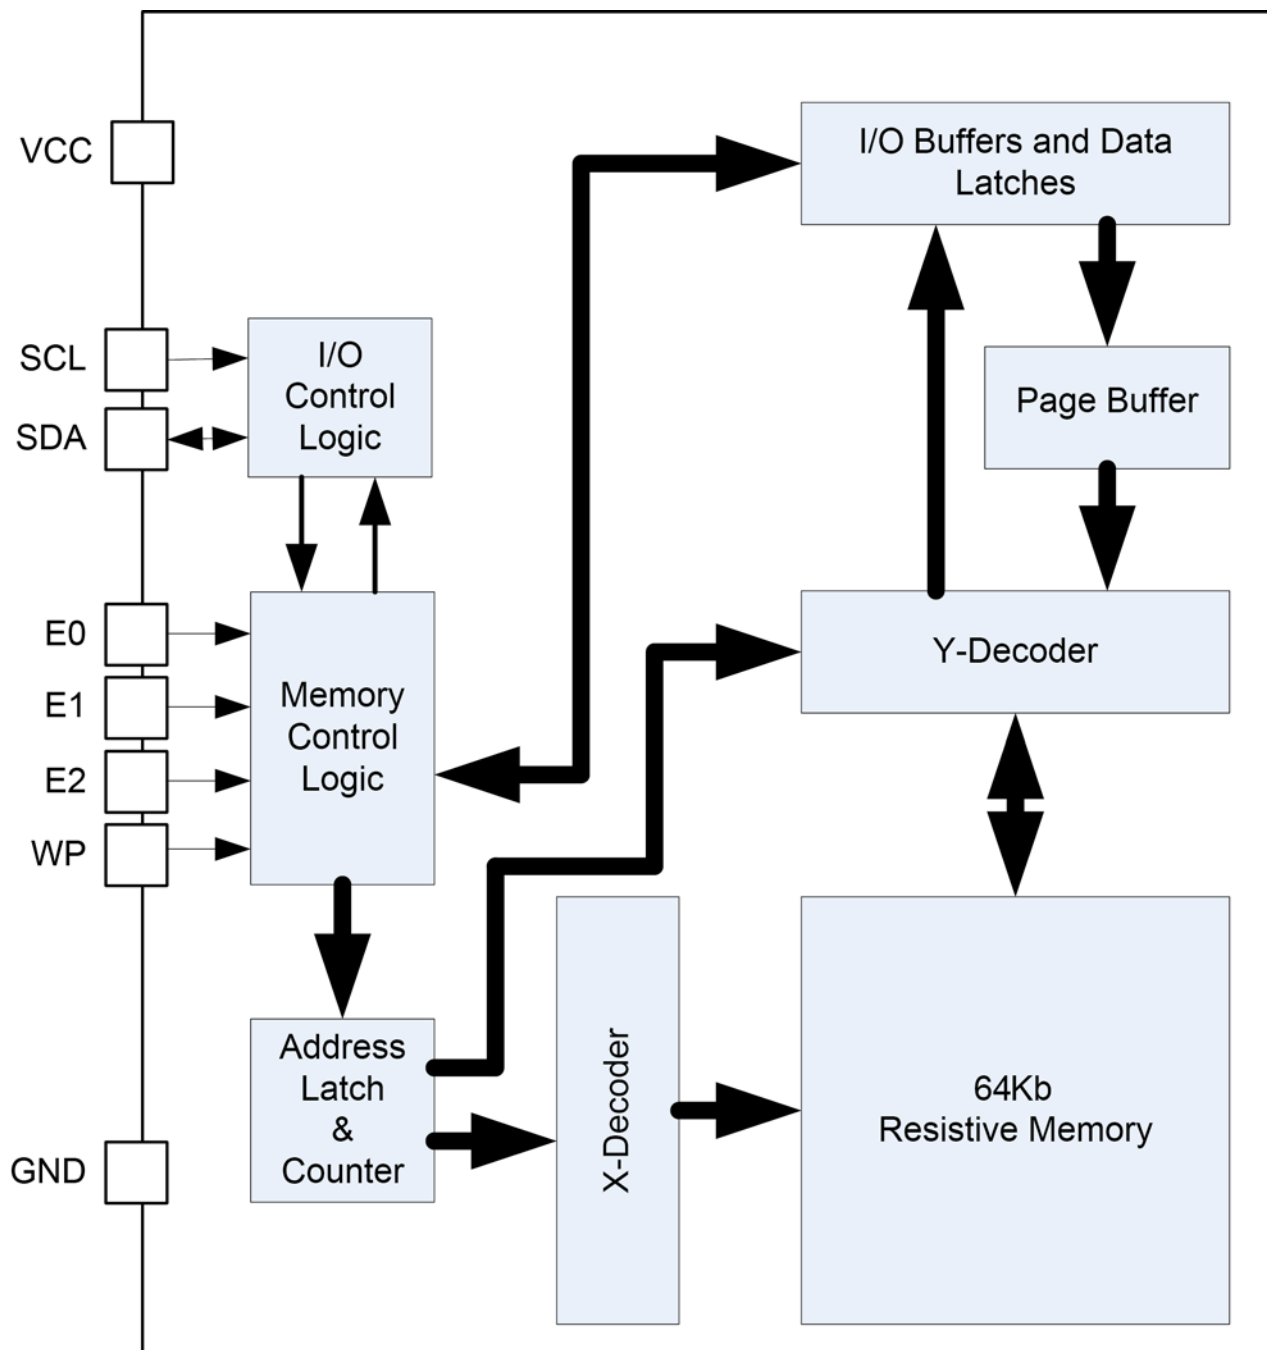 VCC
I/O Buffers and Data
Latches
SCL
I/O
Control
Logic
SDA
Page Buffer
E0
E1
E2
WP
Memory
Control
Logic
Y-Decoder
Address
Latch
&
Counter
GND
X-Decoder
64Kb
Resistive Memory